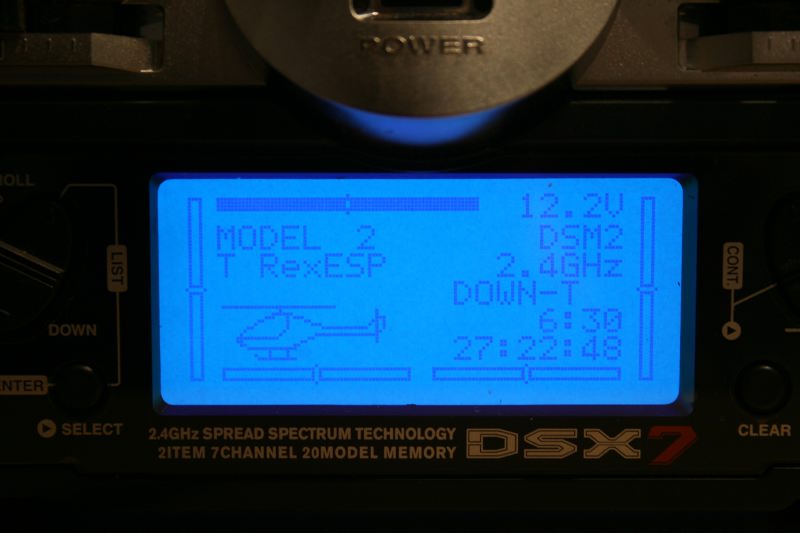 POWER
ROLL
12.2V
MODEL 2
DSM2
T RexESP
2.4GHz
DOWN-T
6:30
27:22:48
LIST
DOWN
ENTER
SELECT
CONT.
CLEAR
2.4GHz SPREAD SPECTRUM TECHNOLOGY
2ITEM 7CHANNEL 20MODEL MEMORY
DSX7